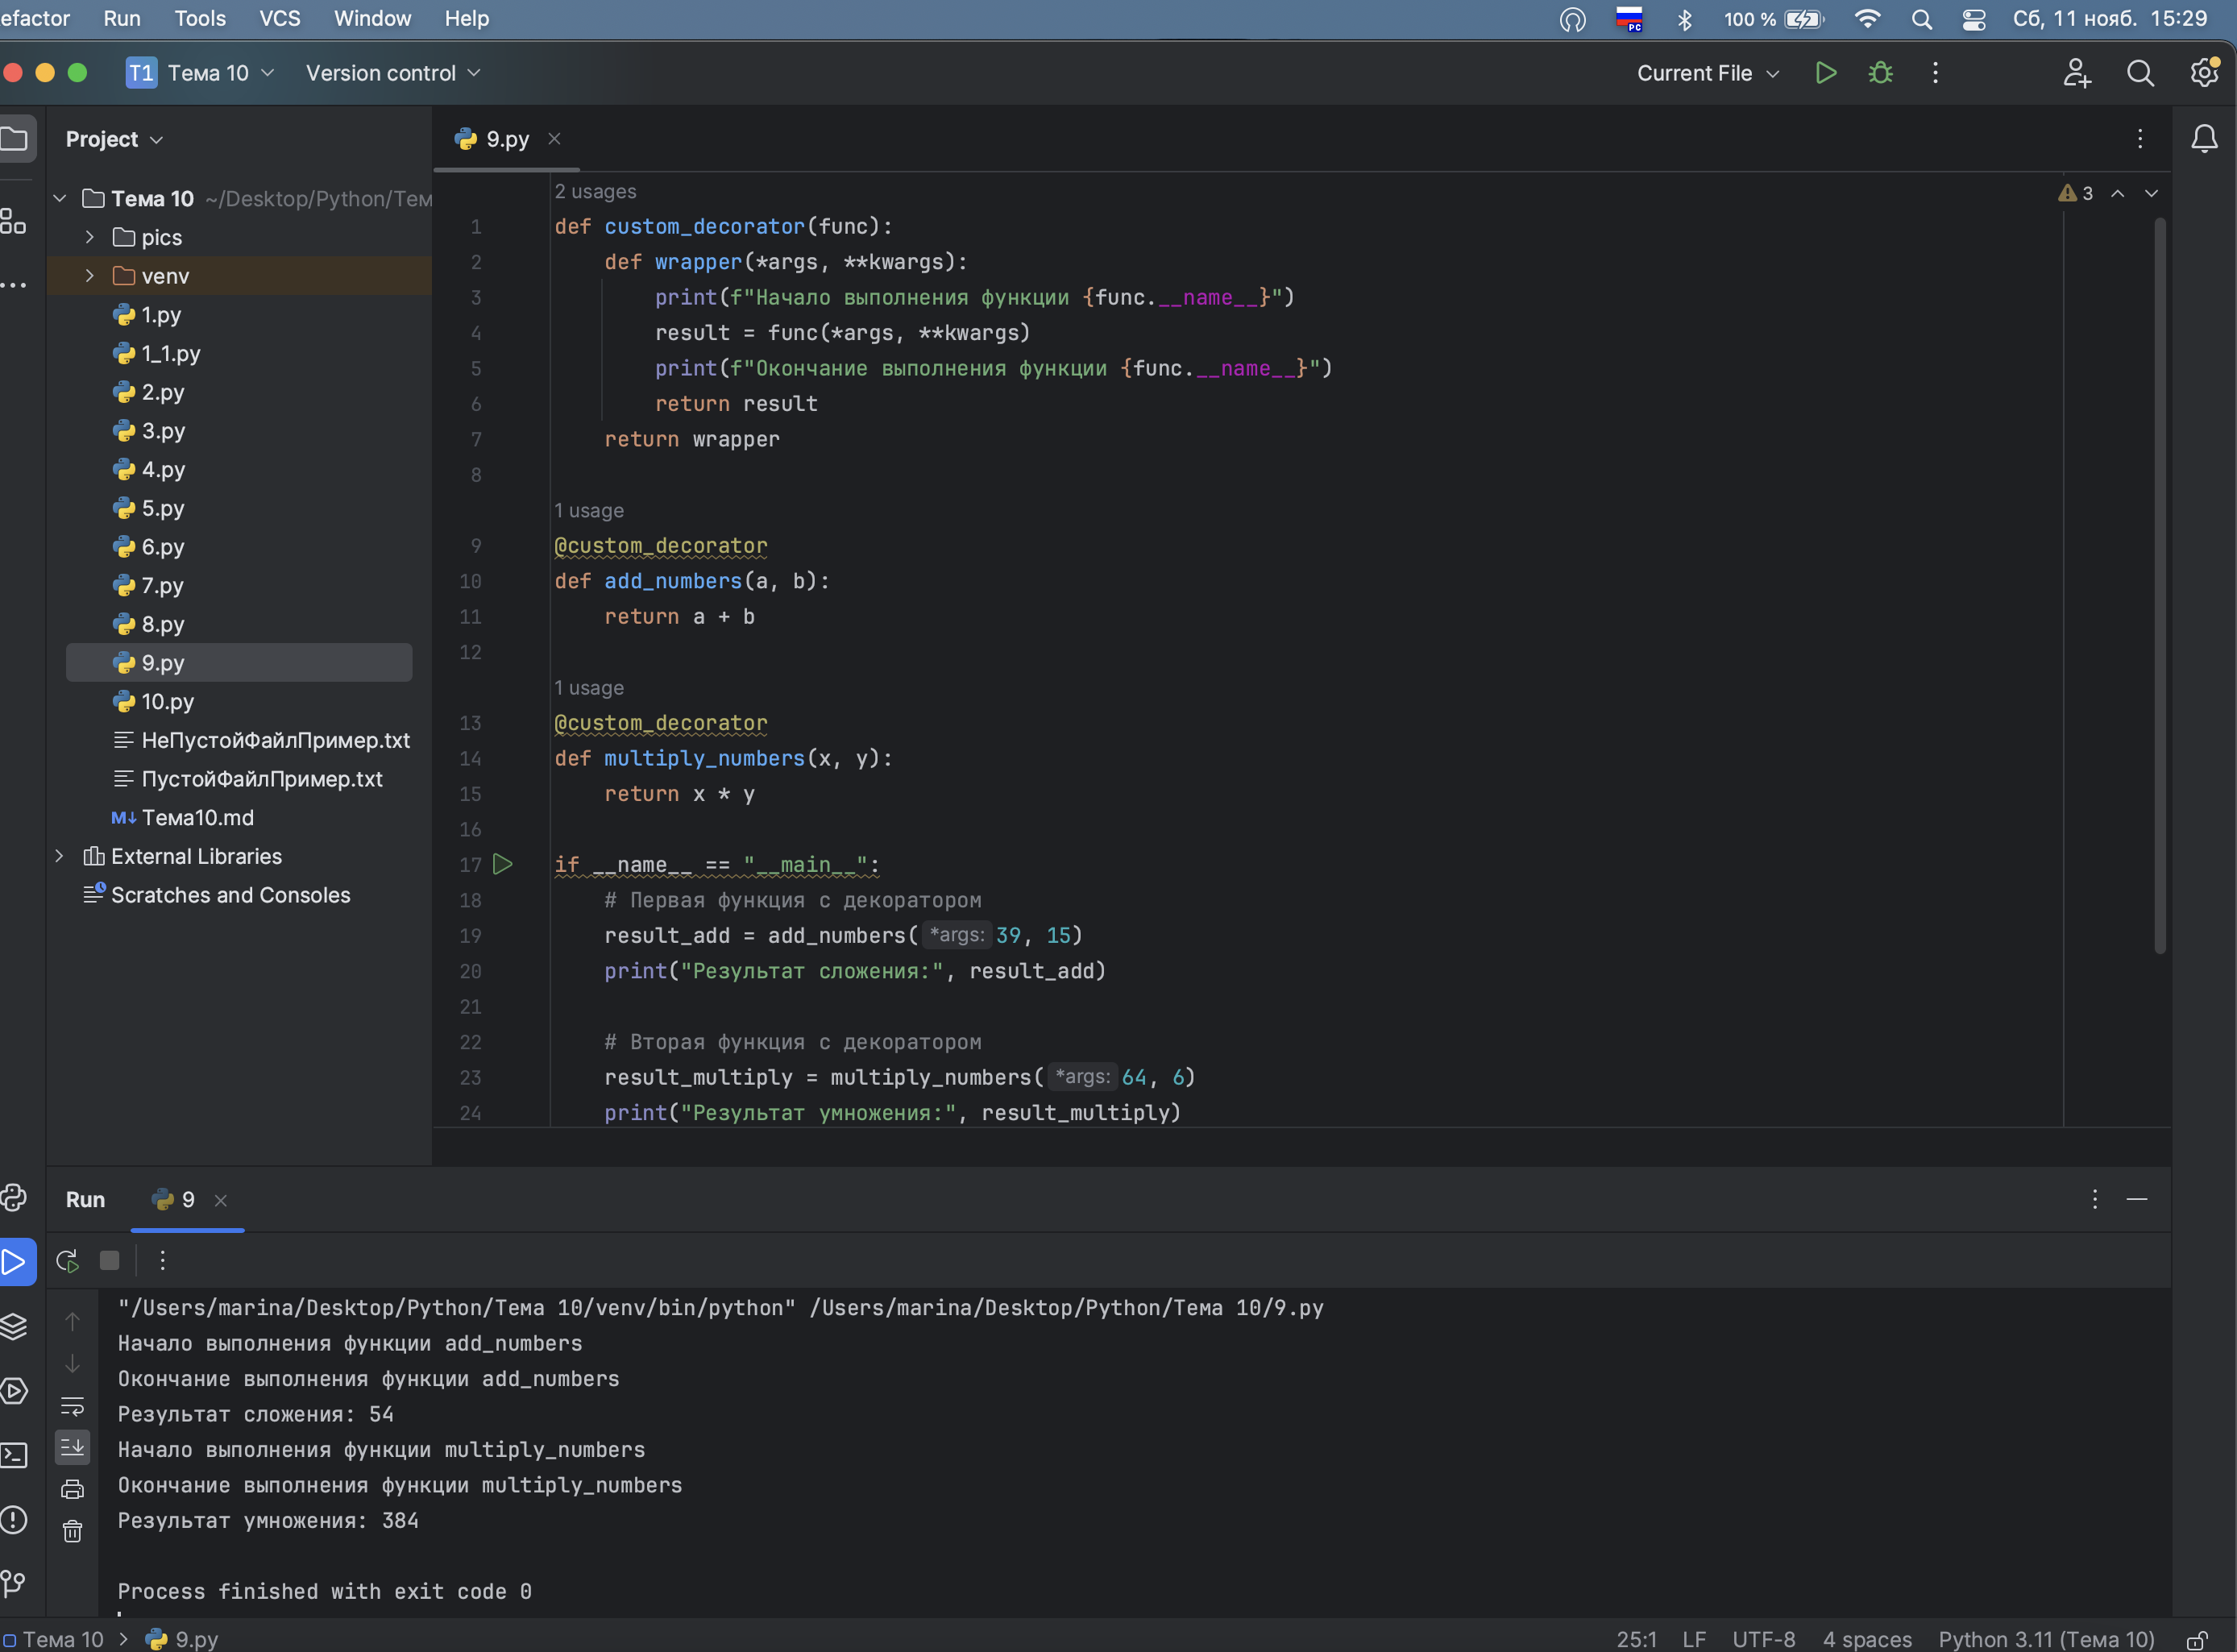 efactor Run Tools VCS Window Help РС 100 % Сб, 11 нояб. 15:29
T1 Тема 10 Version control Current File
Project
Тема 10 ~/Desktop/Python/Тем
pics
venv
1.py
1_1.py
2.py
3.py
4.py
5.py
6.py
7.py
8.py
9.py
10.py
НеПустойФайлПример.txt
ПустойФайлПример.txt
M↓ Тема10.md
External Libraries
Scratches and Consoles
9.py
3
2 usages
1 def custom_decorator(func):
2     def wrapper(*args, **kwargs):
3         print(f"Начало выполнения функции {func.__name__}")
4         result = func(*args, **kwargs)
5         print(f"Окончание выполнения функции {func.__name__}")
6         return result
7     return wrapper
8
1 usage
9 @custom_decorator
10 def add_numbers(a, b):
11     return a + b
12
1 usage
13 @custom_decorator
14 def multiply_numbers(x, y):
15     return x * y
16
17 if __name__ == "__main__":
18     # Первая функция с декоратором
19     result_add = add_numbers( *args: 39, 15)
20     print("Результат сложения:", result_add)
21
22     # Вторая функция с декоратором
23     result_multiply = multiply_numbers( *args: 64, 6)
24     print("Результат умножения:", result_multiply)
Run 9
"/Users/marina/Desktop/Python/Тема 10/venv/bin/python" /Users/marina/Desktop/Python/Тема 10/9.py
Начало выполнения функции add_numbers
Окончание выполнения функции add_numbers
Результат сложения: 54
Начало выполнения функции multiply_numbers
Окончание выполнения функции multiply_numbers
Результат умножения: 384
Process finished with exit code 0
Тема 10 > 9.py 25:1 LF UTF-8 4 spaces Python 3.11 (Тема 10)